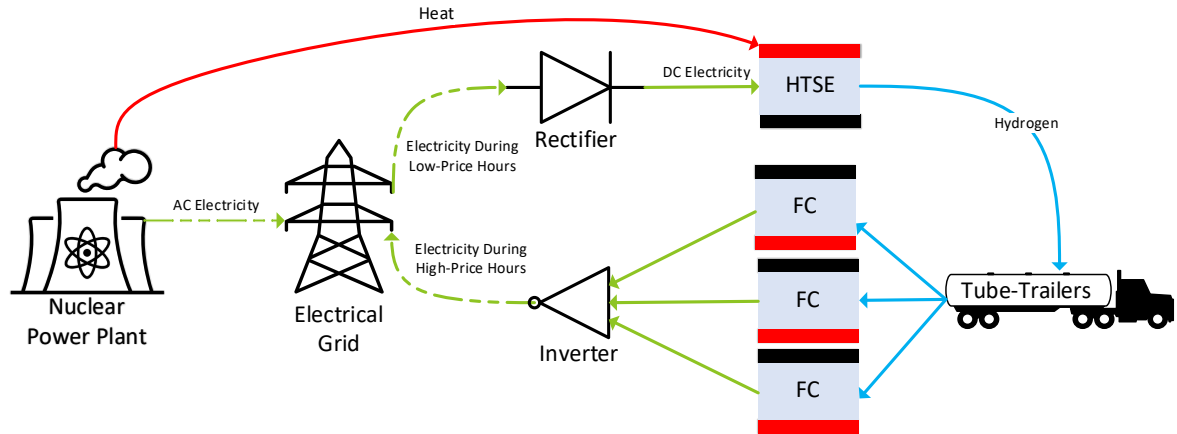 Heat
DC Electricity
HTSE
Rectifier
Hydrogen
Electricity During
Low-Price Hours
AC Electricity
FC
Electricity During
High-Price Hours
FC
Tube-Trailers
Nuclear
Power Plant
Electrical
Grid
Inverter
FC